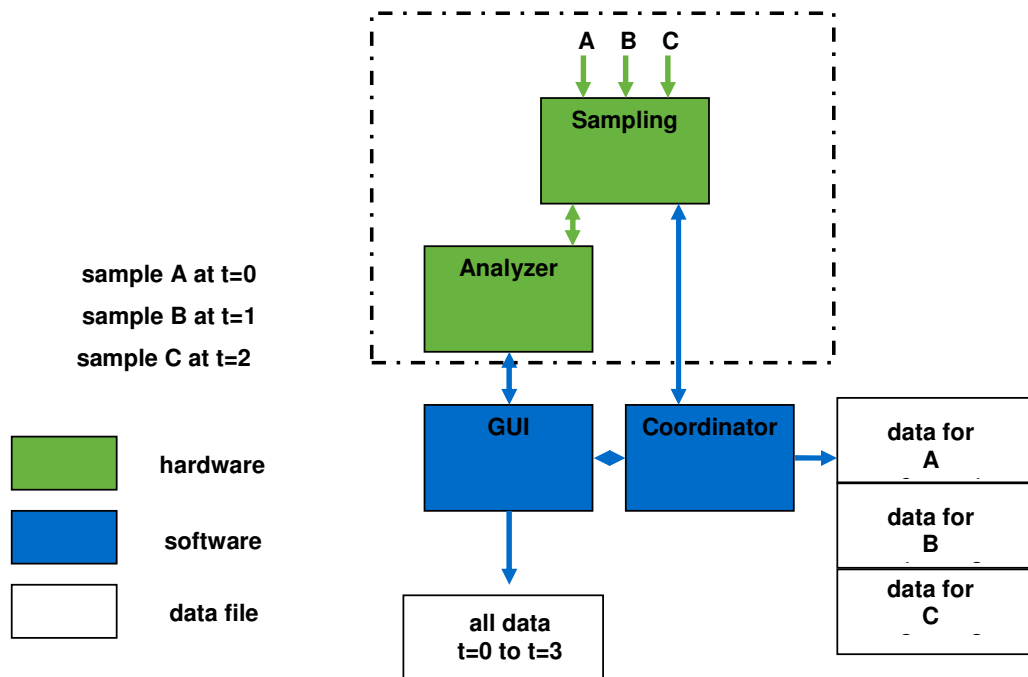 A B C
Sampling
Analyzer
sample A at t=0
sample B at t=1
sample C at t=2
GUI
Coordinator
data for
A
data for
B
data for
C
hardware
software
data file
all data
t=0 to t=3